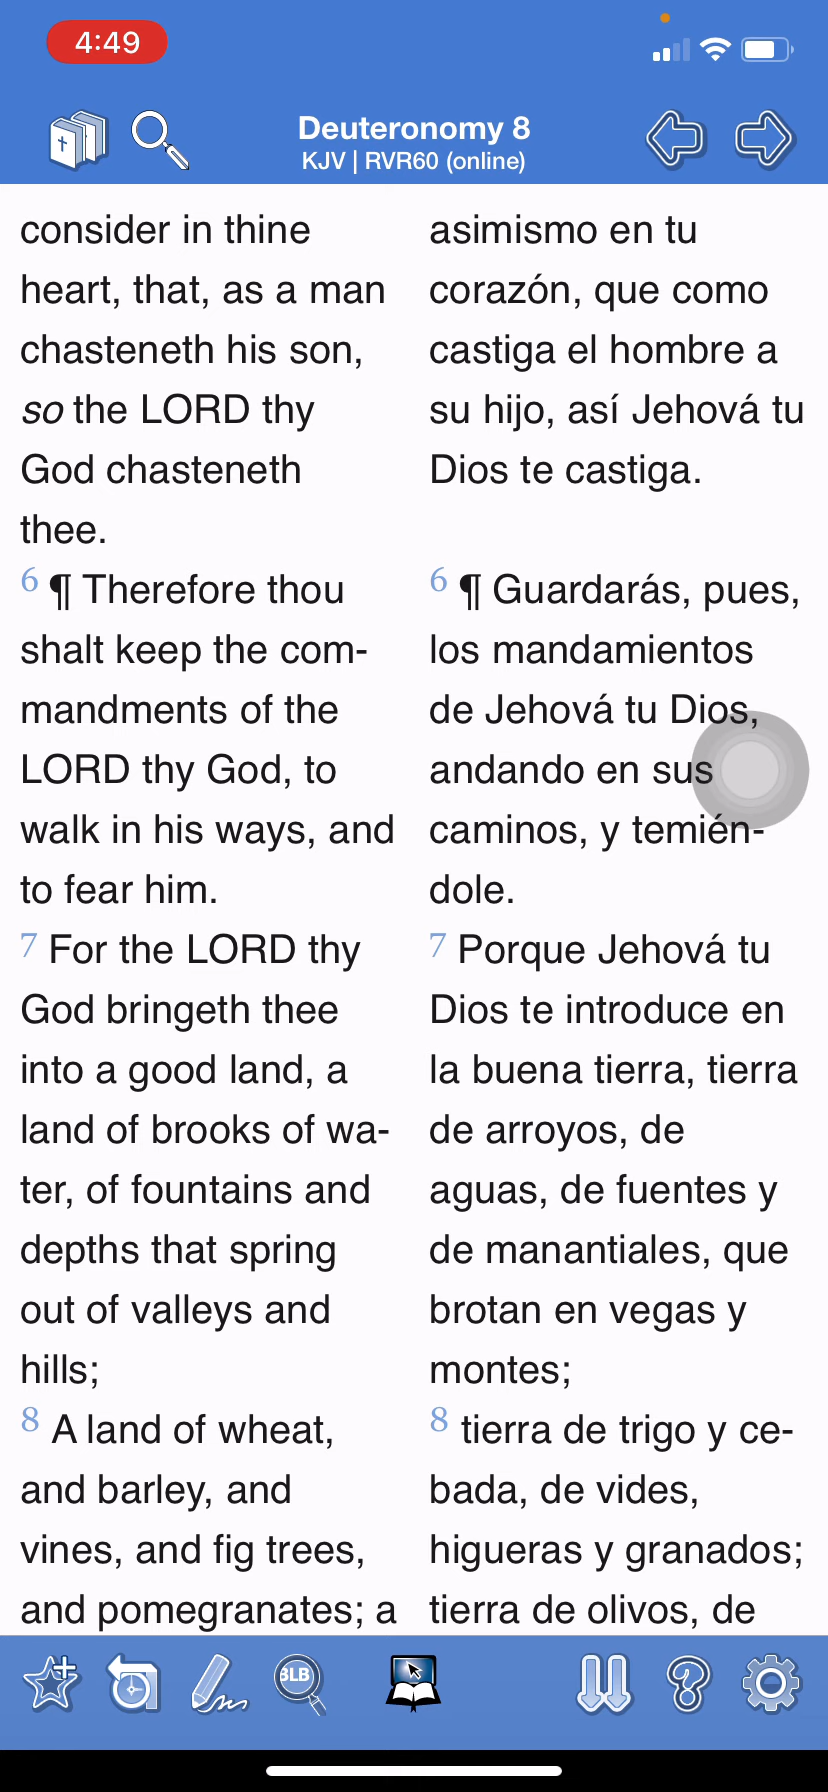 4:49
Deuteronomy 8
KJV | RVR60 (online)
consider in thine
heart, that, as a man
chasteneth his son,
so the LORD thy
God chasteneth
thee.
6 ¶ Therefore thou
shalt keep the com-
mandments of the
LORD thy God, to
walk in his ways, and
to fear him.
7 For the LORD thy
God bringeth thee
into a good land, a
land of brooks of wa-
ter, of fountains and
depths that spring
out of valleys and
hills;
8 A land of wheat,
and barley, and
vines, and fig trees,
and pomegranates; a
asimismo en tu
corazón, que como
castiga el hombre a
su hijo, así Jehová tu
Dios te castiga.
6 ¶ Guardarás, pues,
los mandamientos
de Jehová tu Dios,
andando en sus
caminos, y temién-
dole.
7 Porque Jehová tu
Dios te introduce en
la buena tierra, tierra
de arroyos, de
aguas, de fuentes y
de manantiales, que
brotan en vegas y
montes;
8 tierra de trigo y ce-
bada, de vides,
higueras y granados;
tierra de olivos, de
BLB